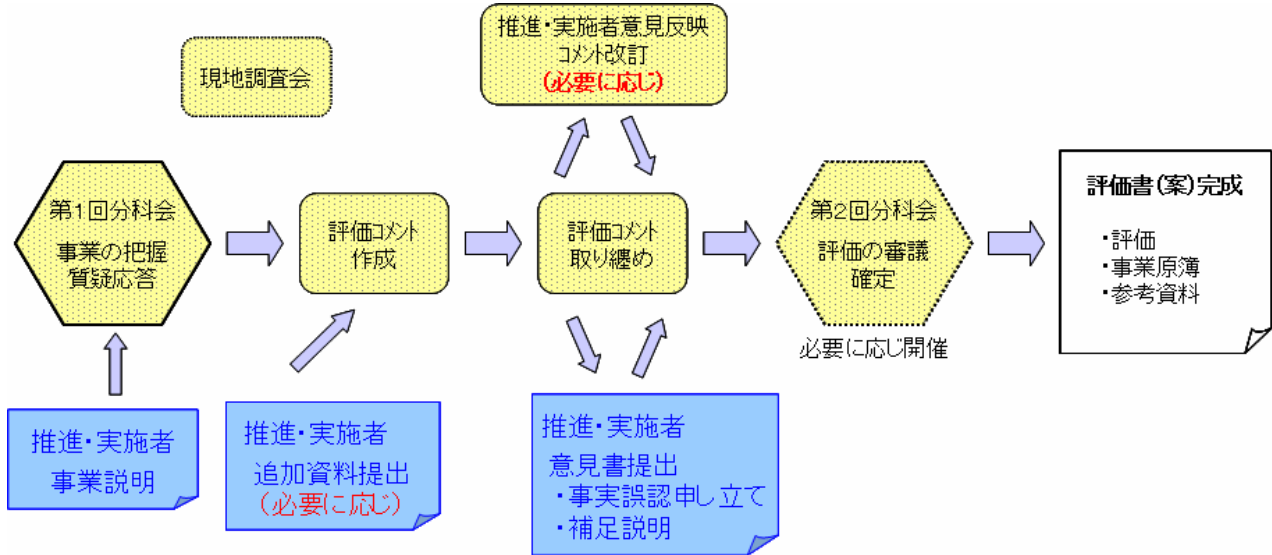 推進・実施者意見反映
コメント改訂
(必要に応じ)
現地調査会
第1回分科会
事業の把握
質疑応答
評価コメント
作成
評価コメント
取り纏め
第2回分科会
評価の審議
確定
必要に応じ開催
評価書(案)完成
・評価
・事業原簿
・参考資料
推進・実施者
事業説明
推進・実施者
追加資料提出
(必要に応じ)
推進・実施者
意見書提出
・事実誤認申し立て
・補足説明